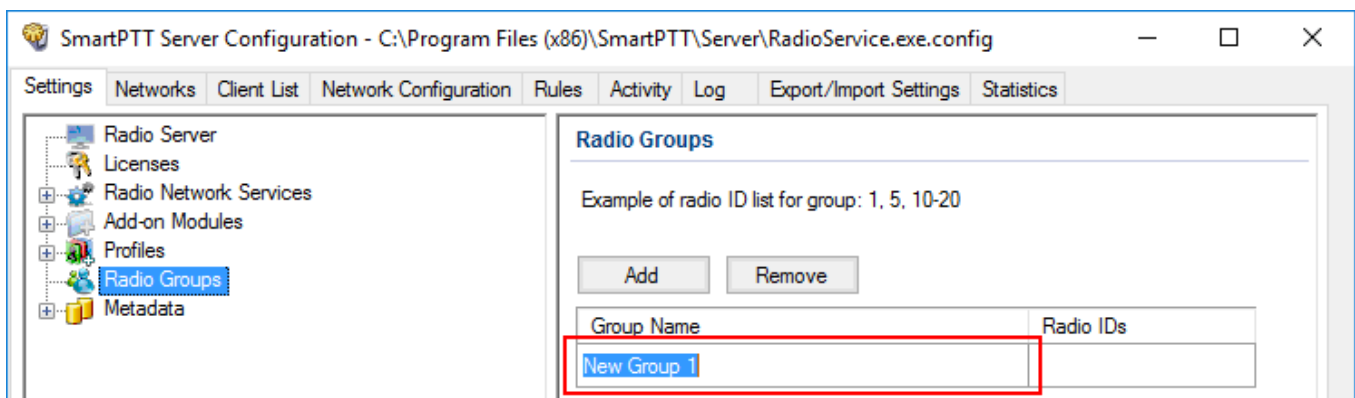 SmartPTT Server Configuration - C:\Program Files (x86)\SmartPTT\Server\RadioService.exe.config
Settings Networks Client List Network Configuration Rules Activity Log Export/Import Settings Statistics
Radio Server
Licenses
Radio Network Services
Add-on Modules
Profiles
Radio Groups
Metadata
Radio Groups
Example of radio ID list for group: 1, 5, 10-20
Add Remove
Group Name Radio IDs
New Group 1